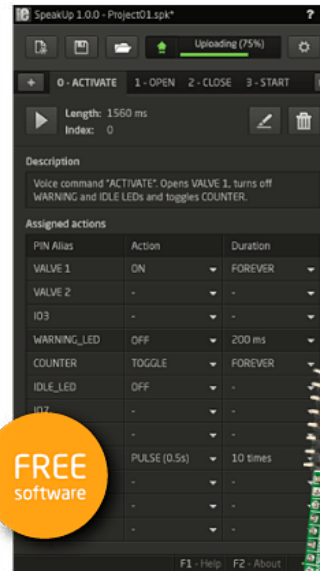 SpeakUp 1.0.0 - Project01.spk* ?
Uploading (75%)
+ 0 - ACTIVATE 1 - OPEN 2 - CLOSE 3 - START
Length: 1560 ms
Index: 0
Description
Voice command "ACTIVATE". Opens VALVE 1, turns off
WARNING and IDLE LEDs and toggles COUNTER.
Assigned actions
PIN Alias Action Duration
VALVE 1 ON FOREVER
VALVE 2 - -
IO3 - -
WARNING_LED OFF 200 ms
COUNTER TOGGLE FOREVER
IDLE_LED OFF -
IO7 - -
- -
PULSE (0.5s) 10 times
- -
- -
- -
FREE
software
F1 - Help F2 - About